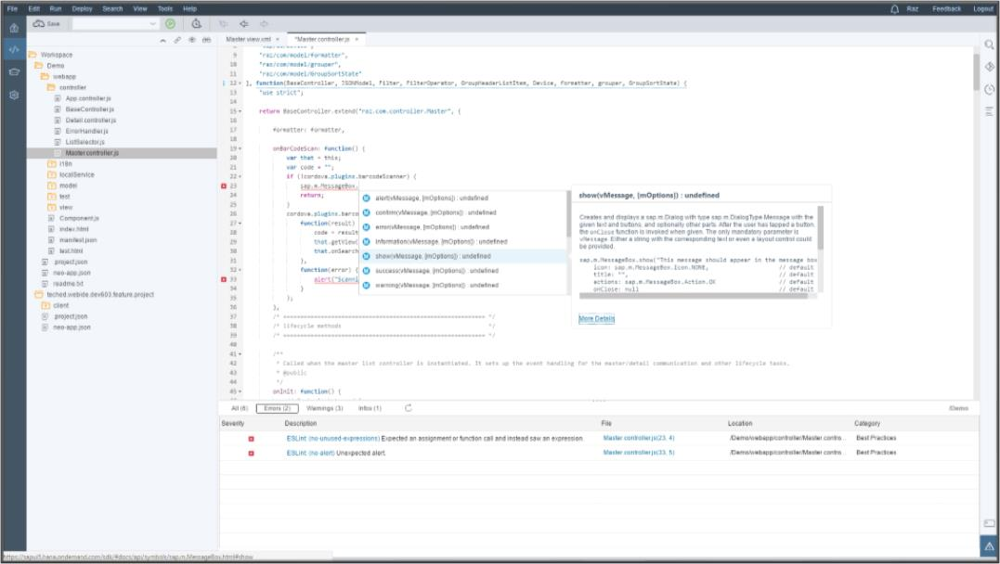 File Edit Run Deploy Search View Tools Help
Raz Feedback Logout
Save
Master.view.xml × *Master.controller.js ×
Workspace
Demo
webapp
controller
App.controller.js
BaseController.js
Detail.controller.js
ErrorHandler.js
ListSelector.js
Master.controller.js
i18n
localService
model
test
view
Component.js
index.html
manifest.json
test.html
.project.json
neo-app.json
readme.txt
teched.webide.dev603.feature.project
client
.project.json
neo-app.json
9 "raz/com/model/formatter",
10 "raz/com/model/grouper",
11 "raz/com/model/GroupSortState"
12 ], function(BaseController, JSONModel, Filter, FilterOperator, GroupHeaderListItem, Device, formatter, grouper, GroupSortState) {
13 "use strict";
14
15 return BaseController.extend("raz.com.controller.Master", {
16
17 formatter: formatter,
18
19 onBarCodeScan: function() {
20 var that = this;
21 var code = "";
22 if (!cordova.plugins.barcodeScanner) {
23 sap.m.MessageBox.
24 return;
25 }
26 cordova.plugins.barco
27 function(result)
28 code = result
29 that.getView(
30 that.onSearch
31 },
32 function(error) {
33 alert("Scanni
34 }
35 );
36 },
37 /* ======================================================= */
38 /* lifecycle methods */
39 /* ======================================================= */
40
41 /**
42 * Called when the master list controller is instantiated. It sets up the event handling for the master/detail communication and other lifecycle tasks.
43 * @public
44 */
45 onInit: function() {
alert(vMessage, [mOptions]) : undefined
confirm(vMessage, [mOptions]) : undefined
error(vMessage, [mOptions]) : undefined
information(vMessage, [mOptions]) : undefined
show(vMessage, [mOptions]) : undefined
success(vMessage, [mOptions]) : undefined
warning(vMessage, [mOptions]) : undefined
show(vMessage, [mOptions]) : undefined
Creates and displays a sap.m.Dialog with type sap.m.DialogType.Message with the
given text and buttons, and optionally other parts. After the user has tapped a button,
the onClose function is invoked when given. The only mandatory parameter is
vMessage. Either a string with the corresponding text or even a layout control could
be provided.
sap.m.MessageBox.show("This message should appear in the message box
icon: sap.m.MessageBox.Icon.NONE, // default
title: "", // default
actions: sap.m.MessageBox.Action.OK // default
onClose: null // default
More Details
All (6) Errors (2) Warnings (3) Infos (1) /Demo
Severity Description File Location Category
ESLint: (no-unused-expressions) Expected an assignment or function call and instead saw an expression. Master.controller.js(23, 4) /Demo/webapp/controller/Master.contro... Best Practices
ESLint: (no-alert) Unexpected alert. Master.controller.js(33, 5) /Demo/webapp/controller/Master.contro... Best Practices
https://sapui5.hana.ondemand.com/sdk/#docs/api/symbols/sap.m.MessageBox.html#show